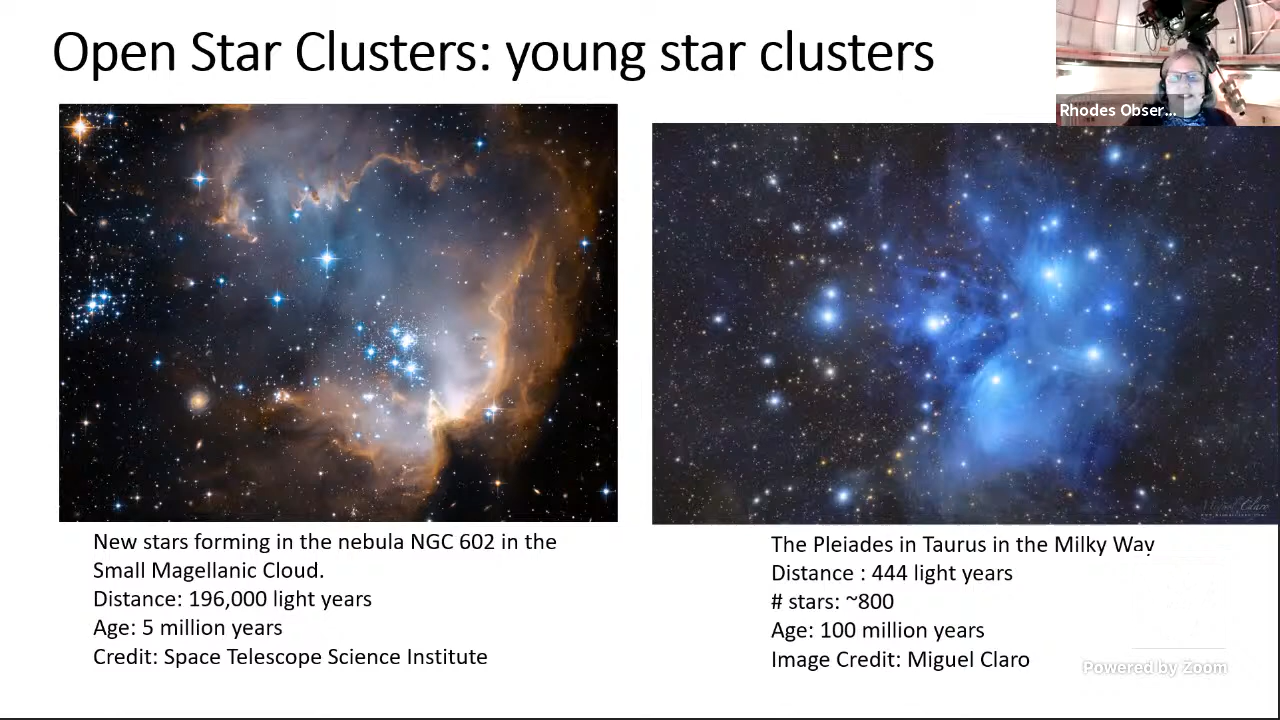 Open Star Clusters: young star clusters
Rhodes Obser...
New stars forming in the nebula NGC 602 in the
Small Magellanic Cloud.
Distance: 196,000 light years
Age: 5 million years
Credit: Space Telescope Science Institute
The Pleiades in Taurus in the Milky Way
Distance : 444 light years
# stars: ~800
Age: 100 million years
Image Credit: Miguel Claro
Powered by Zoom